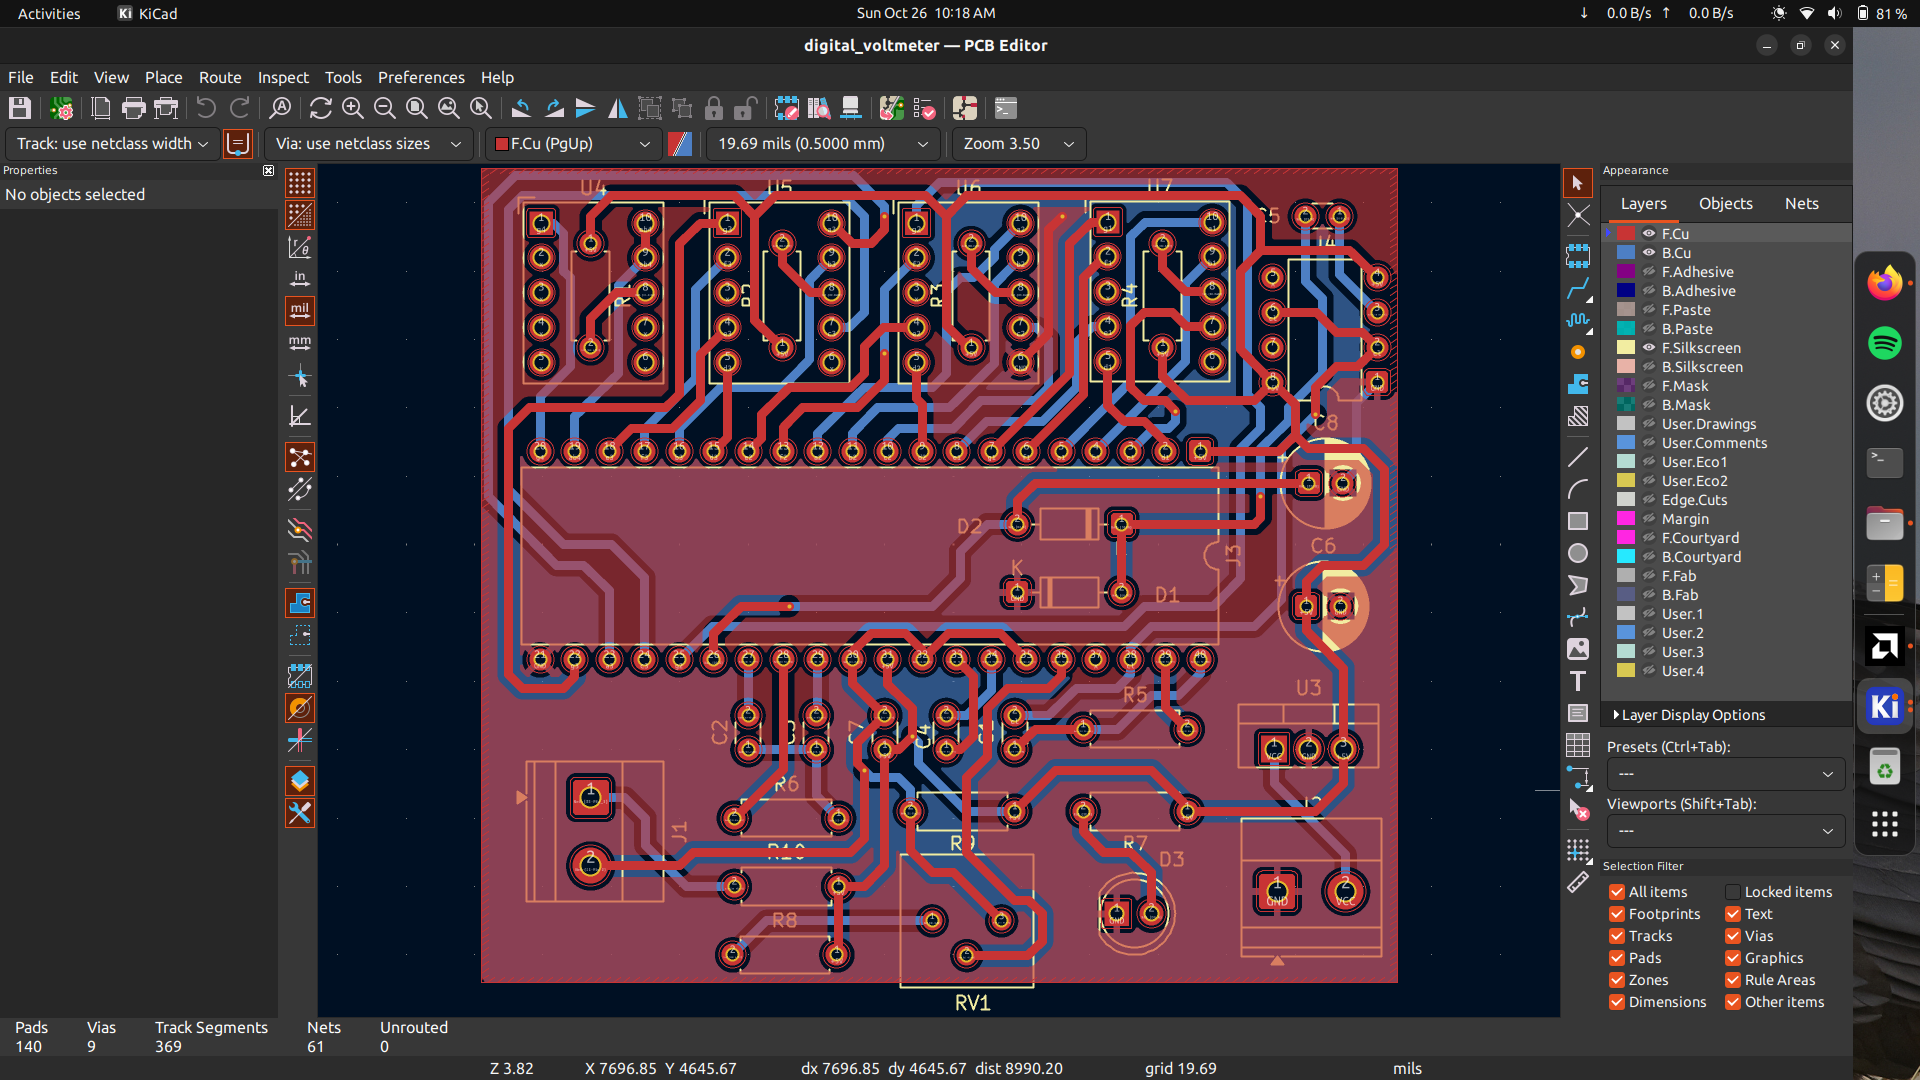 Activities
KiCad
Sun Oct 26 10:18 AM
↓ 0.0 B/s ↑ 0.0 B/s
81 %
digital_voltmeter — PCB Editor
File Edit View Place Route Inspect Tools Preferences Help
Track: use netclass width
Via: use netclass sizes
F.Cu (PgUp)
19.69 mils (0.5000 mm)
Zoom 3.50
Properties
No objects selected
in
mil
mm
U4
U5
U6
U7
R3
R4
C8
D2
J3
C6
K
D1
R5
U3
C2
C4
R6
J1
R10
R9
R7
D3
R8
RV1
GND
VCC
Appearance
Layers Objects Nets
F.Cu
B.Cu
F.Adhesive
B.Adhesive
F.Paste
B.Paste
F.Silkscreen
B.Silkscreen
F.Mask
B.Mask
User.Drawings
User.Comments
User.Eco1
User.Eco2
Edge.Cuts
Margin
F.Courtyard
B.Courtyard
F.Fab
B.Fab
User.1
User.2
User.3
User.4
Layer Display Options
Presets (Ctrl+Tab):
---
Viewports (Shift+Tab):
---
Selection Filter
All items Locked items
Footprints Text
Tracks Vias
Pads Graphics
Zones Rule Areas
Dimensions Other items
Pads Vias Track Segments Nets Unrouted
140 9 369 61 0
Z 3.82 X 7696.85 Y 4645.67 dx 7696.85 dy 4645.67 dist 8990.20 grid 19.69 mils